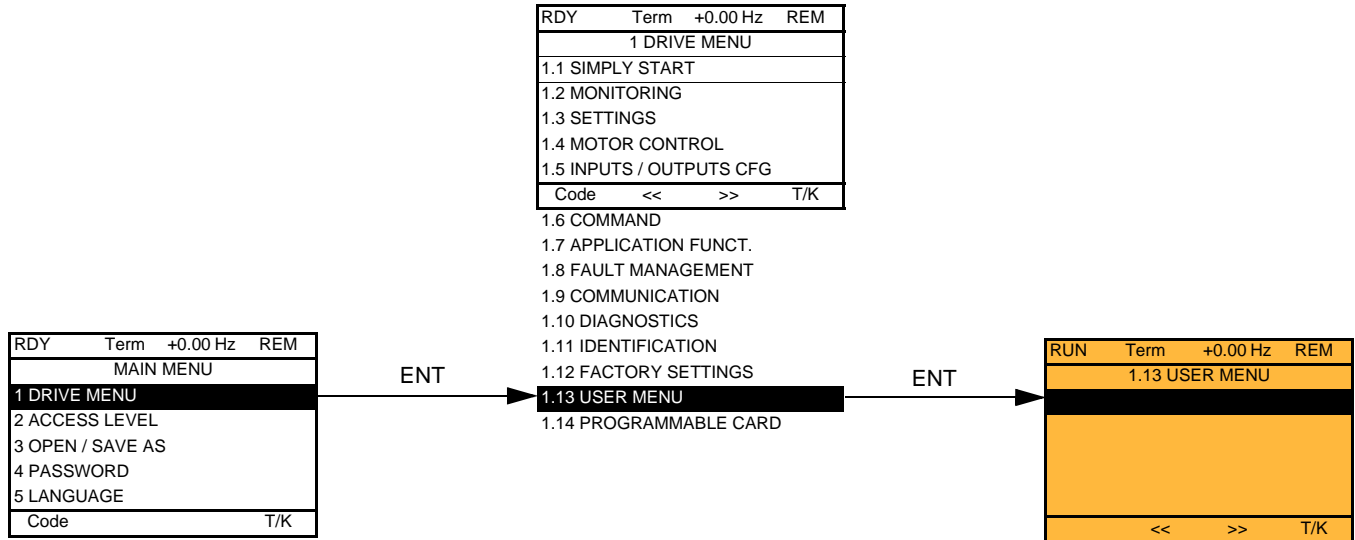 RDY Term +0.00 Hz REM
1 DRIVE MENU
1.1 SIMPLY START
1.2 MONITORING
1.3 SETTINGS
1.4 MOTOR CONTROL
1.5 INPUTS / OUTPUTS CFG
Code << >> T/K
1.6 COMMAND
1.7 APPLICATION FUNCT.
1.8 FAULT MANAGEMENT
1.9 COMMUNICATION
1.10 DIAGNOSTICS
1.11 IDENTIFICATION
1.12 FACTORY SETTINGS
1.13 USER MENU
1.14 PROGRAMMABLE CARD
RDY Term +0.00 Hz REM
MAIN MENU
1 DRIVE MENU
2 ACCESS LEVEL
3 OPEN / SAVE AS
4 PASSWORD
5 LANGUAGE
Code T/K
ENT
ENT
RUN Term +0.00 Hz REM
1.13 USER MENU
<< >> T/K